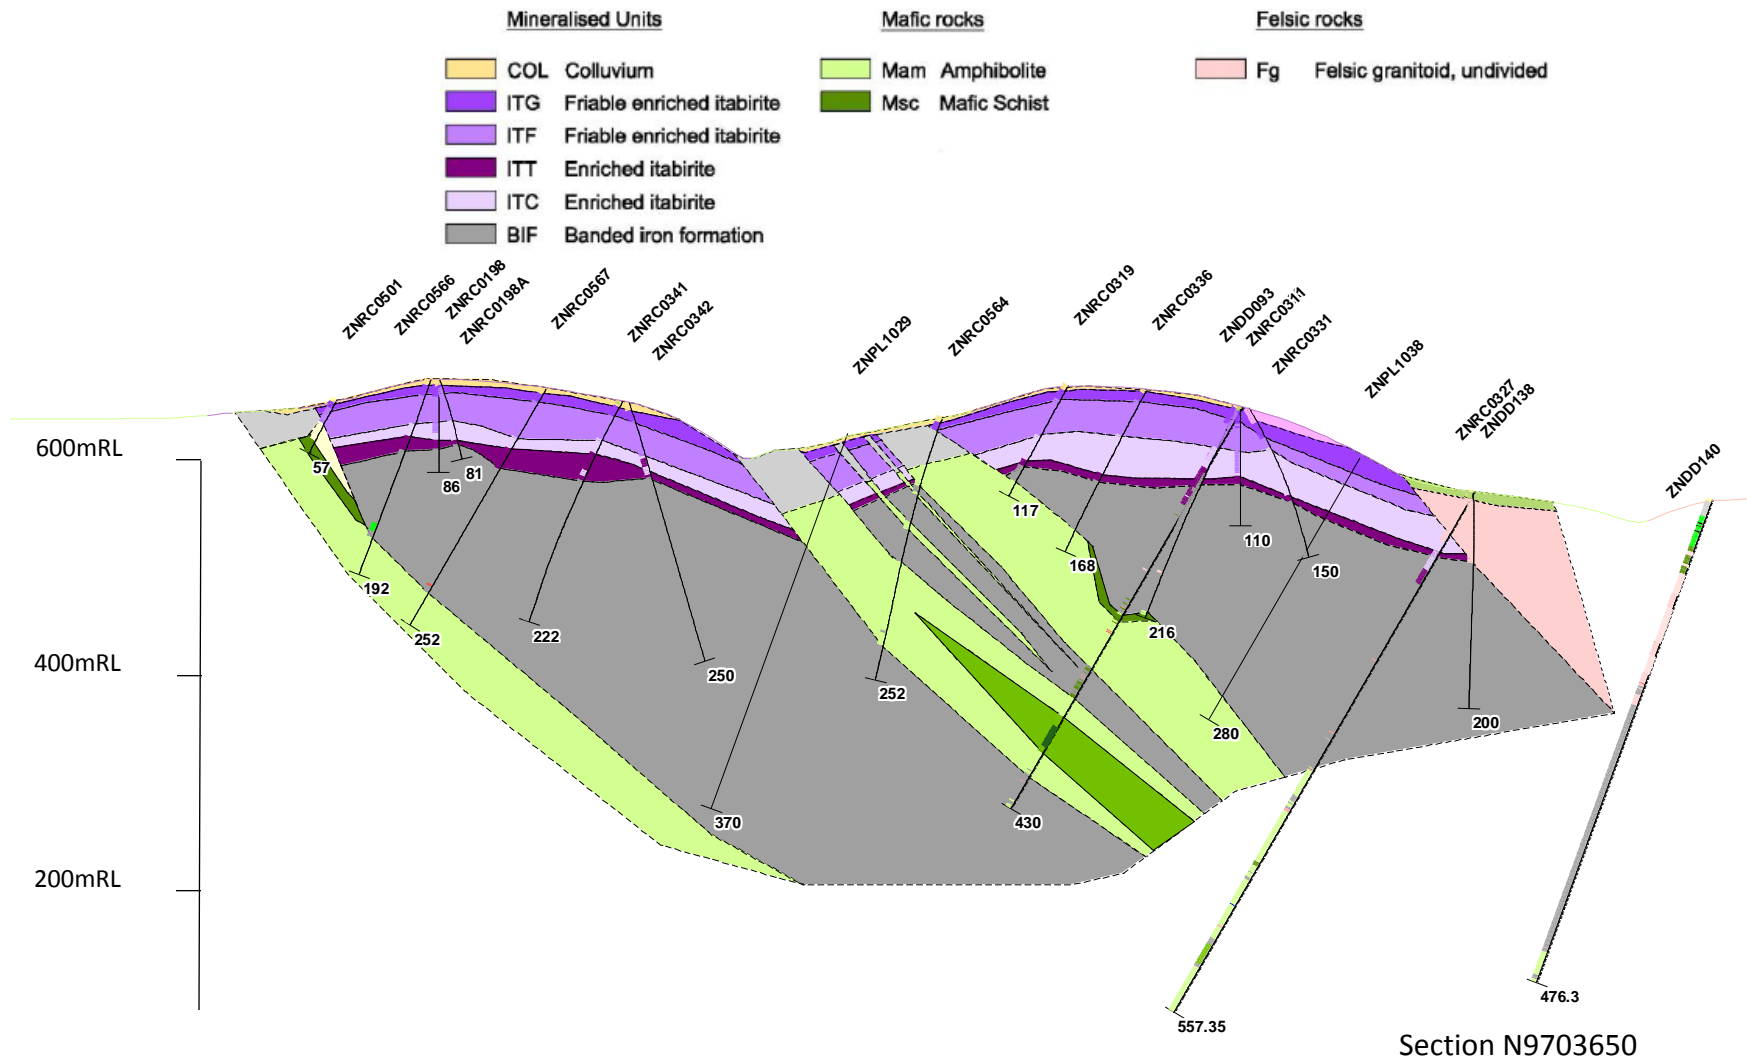 Mineralised Units
Mafic rocks
Felsic rocks
COL Colluvium
Mam Amphibolite
Fg Felsic granitoid, undivided
ITG Friable enriched itabirite
Msc Mafic Schist
ITF Friable enriched itabirite
ITT Enriched itabirite
ITC Enriched itabirite
BIF Banded iron formation
ZNRC0501
ZNRC0566
ZNRC0198
ZNRC0198A
ZNRC0567
ZNRC0341
ZNRC0342
ZNPL1029
ZNRC0564
ZNRC0319
ZNRC0336
ZNDD093
ZNRC0331
ZNPL1038
ZNRC0327
ZNDD138
ZNDD140
600mRL
400mRL
200mRL
57
86
81
192
252
222
250
370
252
117
168
110
150
216
280
430
200
557.35
476.3
Section N9703650